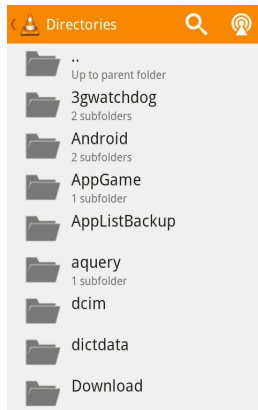 Directories
..
Up to parent folder
3gwatchdog
2 subfolders
Android
2 subfolders
AppGame
1 subfolder
AppListBackup
aquery
1 subfolder
dcim
dictdata
Download